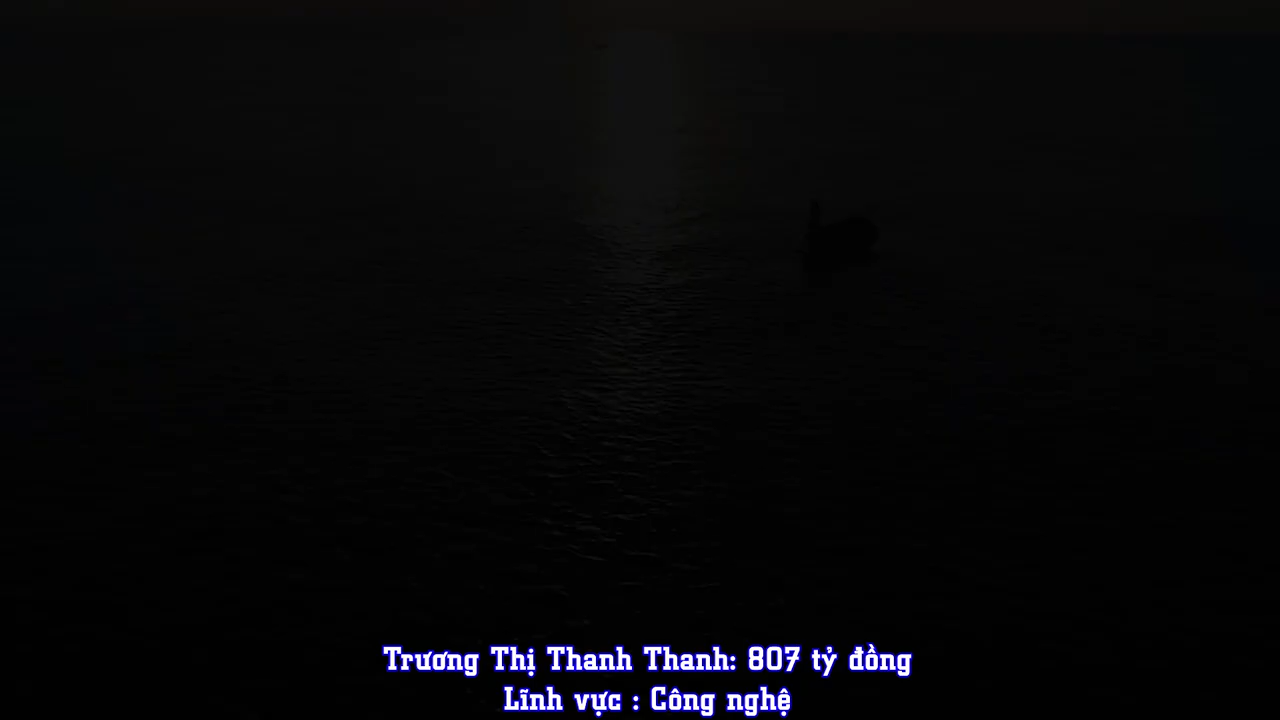 Trương Thị Thanh Thanh: 807 tỷ đồng
Lĩnh vực : Công nghệ